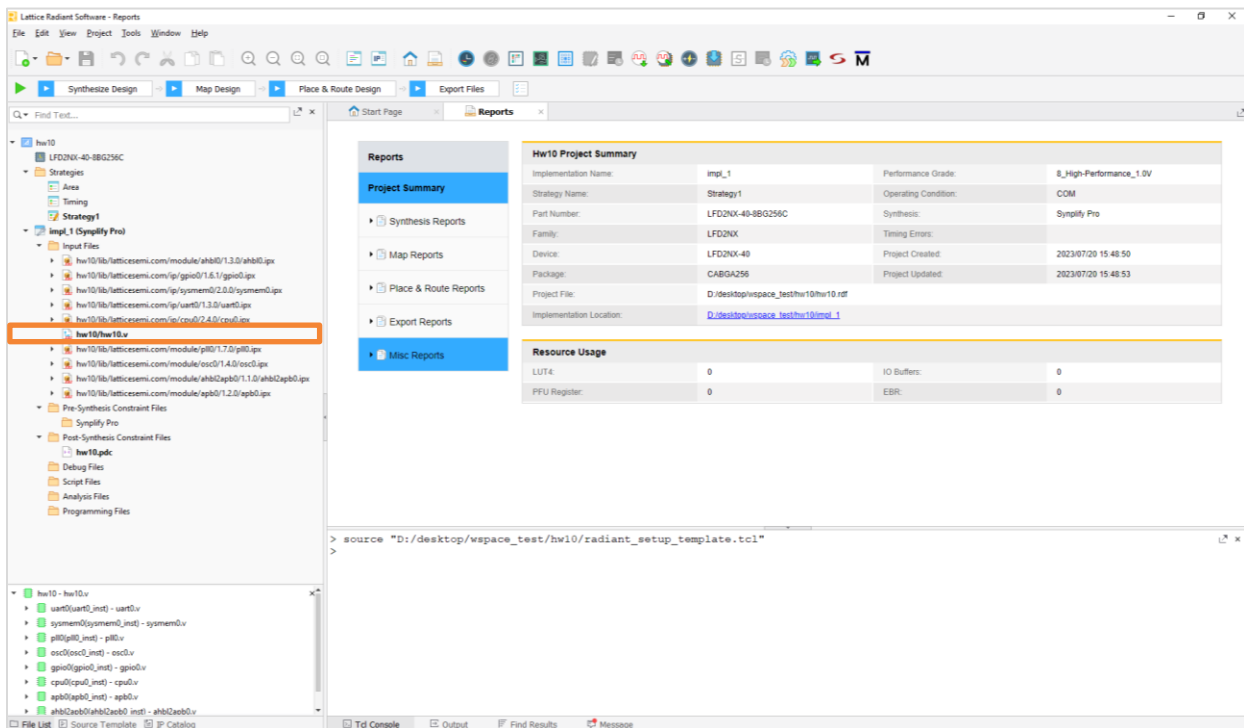 Lattice Radiant Software - Reports
File Edit View Project Tools Window Help
Synthesize Design Map Design Place & Route Design Export Files
Find Text...
hw10
LFD2NX-40-8BG256C
Strategies
Area
Timing
Strategy1
impl_1 (Synplify Pro)
Input Files
hw10/lib/latticesemi.com/module/ahbl0/1.3.0/ahbl0.ipx
hw10/lib/latticesemi.com/ip/gpio0/1.6.1/gpio0.ipx
hw10/lib/latticesemi.com/ip/sysmem0/2.0.0/sysmem0.ipx
hw10/lib/latticesemi.com/ip/uart0/1.3.0/uart0.ipx
hw10/lib/latticesemi.com/ip/cpu0/2.4.0/cpu0.ipx
hw10/hw10.v
hw10/lib/latticesemi.com/module/pll0/1.7.0/pll0.ipx
hw10/lib/latticesemi.com/module/osc0/1.4.0/osc0.ipx
hw10/lib/latticesemi.com/module/ahbl2apb0/1.1.0/ahbl2apb0.ipx
hw10/lib/latticesemi.com/module/apb0/1.2.0/apb0.ipx
Pre-Synthesis Constraint Files
Synplify Pro
Post-Synthesis Constraint Files
hw10.pdc
Debug Files
Script Files
Analysis Files
Programming Files
hw10 - hw10.v
uart0(uart0_inst) - uart0.v
sysmem0(sysmem0_inst) - sysmem0.v
pll0(pll0_inst) - pll0.v
osc0(osc0_inst) - osc0.v
gpio0(gpio0_inst) - gpio0.v
cpu0(cpu0_inst) - cpu0.v
apb0(apb0_inst) - apb0.v
ahbl2apb0(ahbl2apb0_inst) - ahbl2apb0.v
File List Source Template IP Catalog
Start Page Reports
Reports
Project Summary
Synthesis Reports
Map Reports
Place & Route Reports
Export Reports
Misc Reports
Hw10 Project Summary
Implementation Name: impl_1 Performance Grade: 8_High-Performance_1.0V
Strategy Name: Strategy1 Operating Condition: COM
Part Number: LFD2NX-40-8BG256C Synthesis: Synplify Pro
Family: LFD2NX Timing Errors:
Device: LFD2NX-40 Project Created: 2023/07/20 15:48:50
Package: CABGA256 Project Updated: 2023/07/20 15:48:53
Project File: D:/desktop/wspace_test/hw10/hw10.rdf
Implementation Location: D:/desktop/wspace_test/hw10/impl_1
Resource Usage
LUT4: 0 IO Buffers: 0
PFU Register: 0 EBR: 0
> source "D:/desktop/wspace_test/hw10/radiant_setup_template.tcl"
>
Tcl Console Output Find Results Message